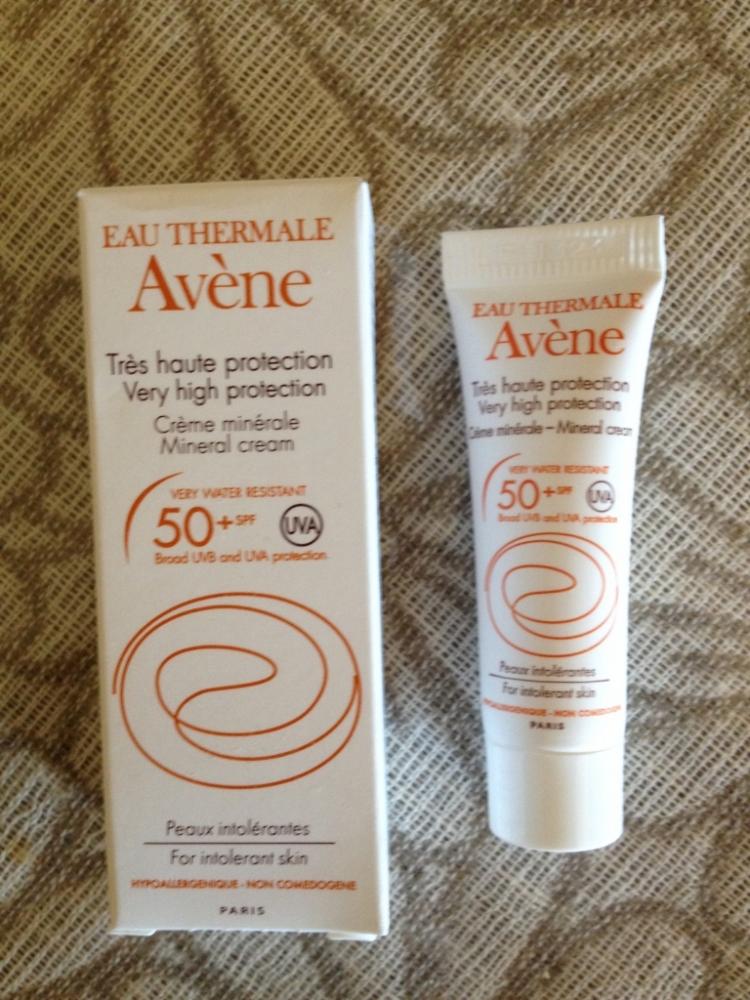 EAU THERMALE
Avène
Très haute protection
Very high protection
Crème minérale
Mineral cream
VERY WATER RESISTANT
50+ SPF UVA
Broad UVB and UVA protection
Peaux intolérantes
For intolerant skin
HYPOALLERGENIQUE - NON COMEDOGENE
PARIS
EAU THERMALE
Avène
Très haute protection
Very high protection
Crème minérale – Mineral cream
VERY WATER RESISTANT
50+ SPF UVA
Broad UVB and UVA protection
Peaux intolérantes
For intolerant skin
HYPOALLERGENIQUE - NON COMEDOGENE
PARIS